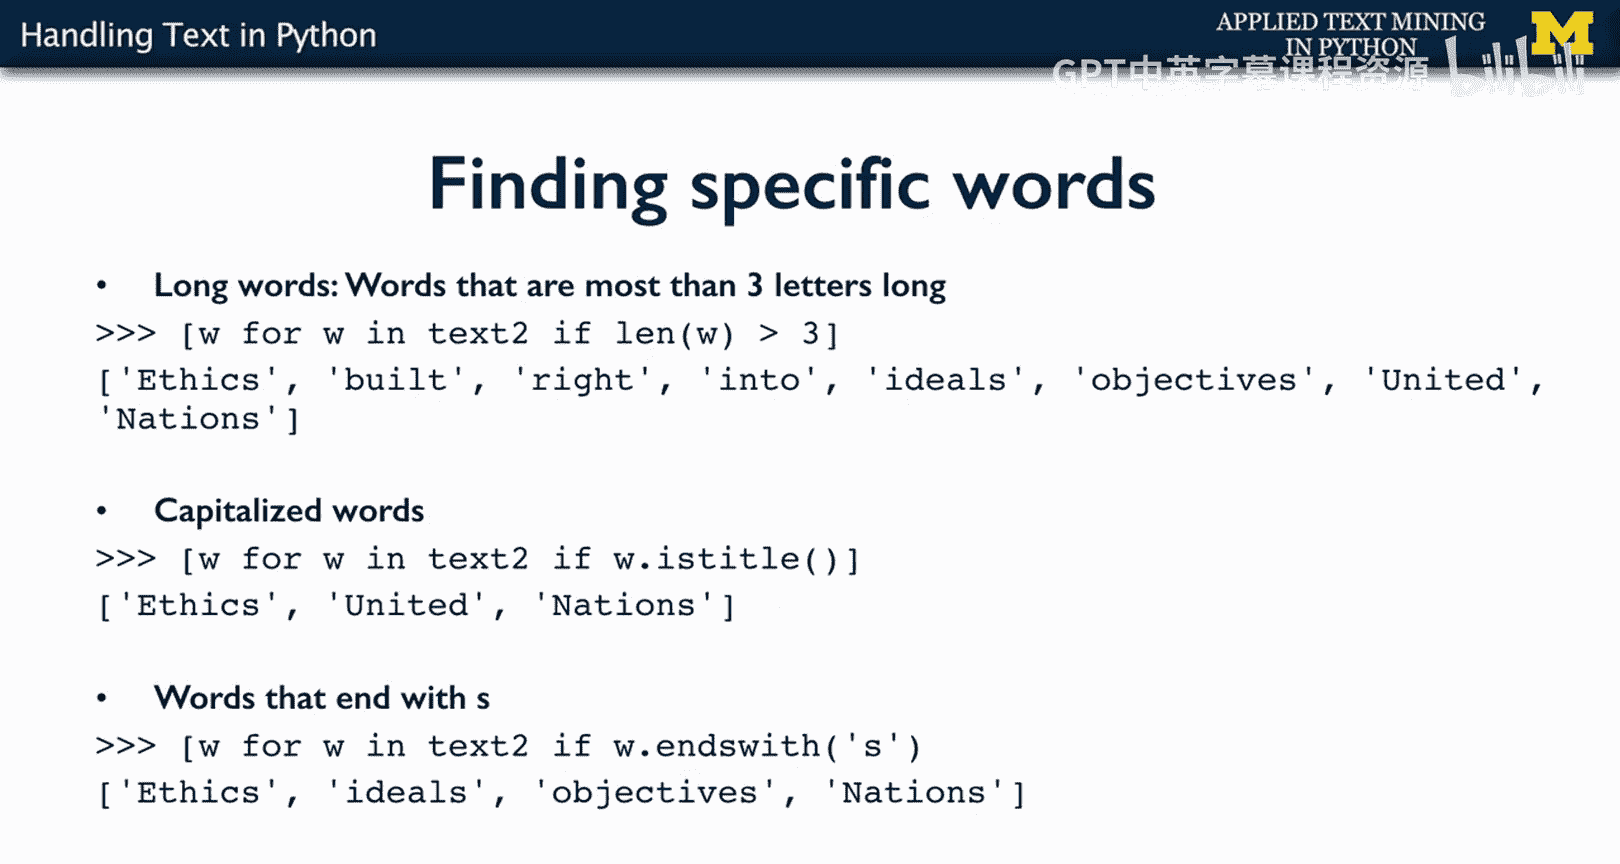 Handling Text in Python
APPLIED TEXT MINING
IN PYTHON
M
GPT中英字幕课程资源 bilibili
Finding specific words
• Long words: Words that are most than 3 letters long
>>> [w for w in text2 if len(w) > 3]
['Ethics', 'built', 'right', 'into', 'ideals', 'objectives', 'United',
'Nations']
• Capitalized words
>>> [w for w in text2 if w.istitle()]
['Ethics', 'United', 'Nations']
• Words that end with s
>>> [w for w in text2 if w.endswith('s')
['Ethics', 'ideals', 'objectives', 'Nations']